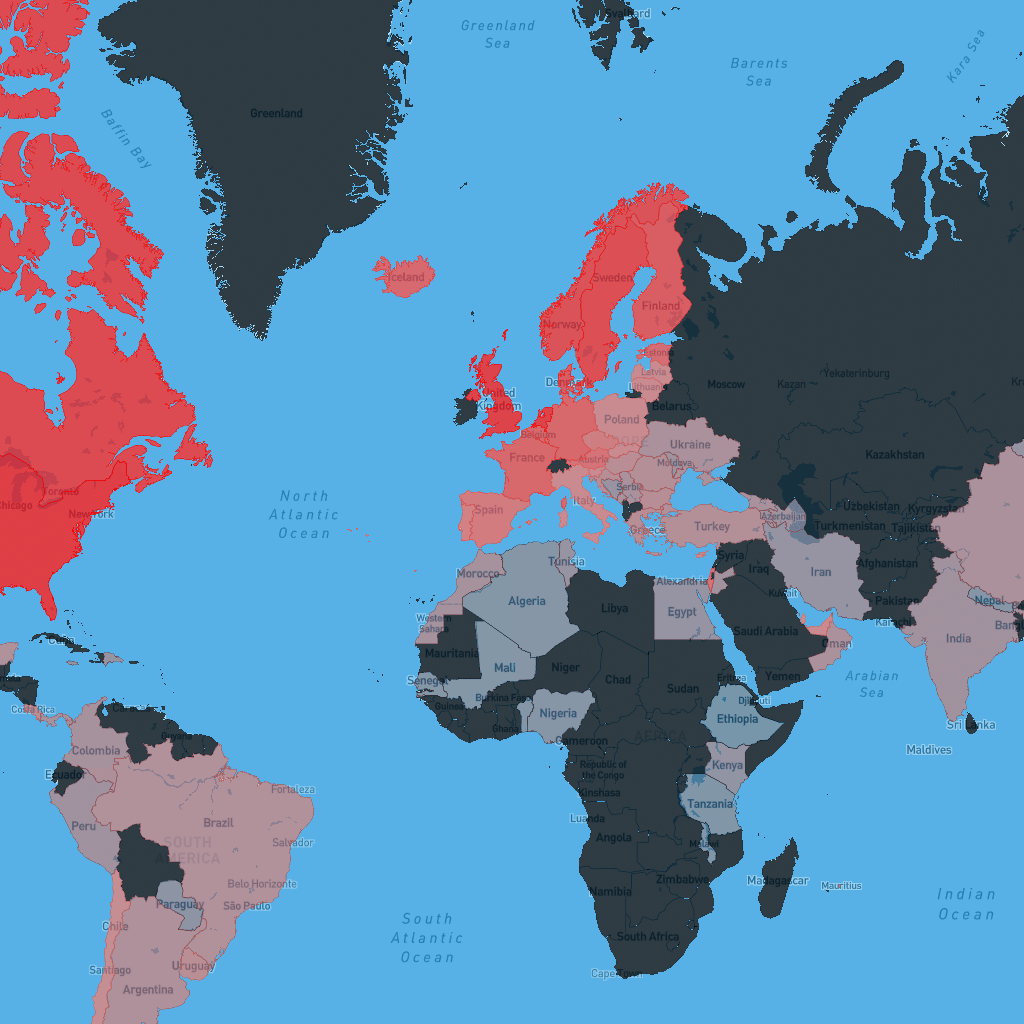 Svalbard
Greenland
Sea
Barents
Sea
Kara Sea
Greenland
Baffin Bay
Iceland
Sweden
Finland
Norway
Estonia
Latvia
Lithuan
Moscow
Kazan
Yekaterinburg
Kr
Denmark
United
Kingdom
Belarus
Poland
Belgium
Ukraine
Kazakhstan
France
Austria
Moldova
Serbia
Toronto
Chicago
New York
North
Atlantic
Ocean
Spain
Italy
Greece
Turkey
Azerbaijan
Uzbekistan
Kyrgyzstan
Turkmenistan
Tajikistan
Tunisia
Syria
Iraq
Afghanistan
Morocco
Alexandria
Iran
Kuwait
Pakistan
Nepal
Algeria
Libya
Egypt
Karachi
Western
Sahara
Saudi Arabia
Oman
India
Ban
Cuba
Mauritania
Mali
Niger
Chad
Sudan
Eritrea
Yemen
Arabian
Sea
Senegal
Burkina Faso
Djibouti
Costa Rica
Caracas
Guinea
Nigeria
Ethiopia
Sri Lanka
Guyana
Ghana
Cameroon
AFRICA
Maldives
Colombia
Ecuador
Republic of
the Congo
Kenya
Fortaleza
Kinshasa
Tanzania
Peru
Brazil
Luanda
Salvador
SOUTH
AMERICA
Angola
Malawi
Belo Horizonte
Zimbabwe
Madagascar
Mauritius
Namibia
Paraguay
São Paulo
Indian
Ocean
Chile
South
Atlantic
Ocean
South Africa
Santiago
Uruguay
Cape Town
Argentina